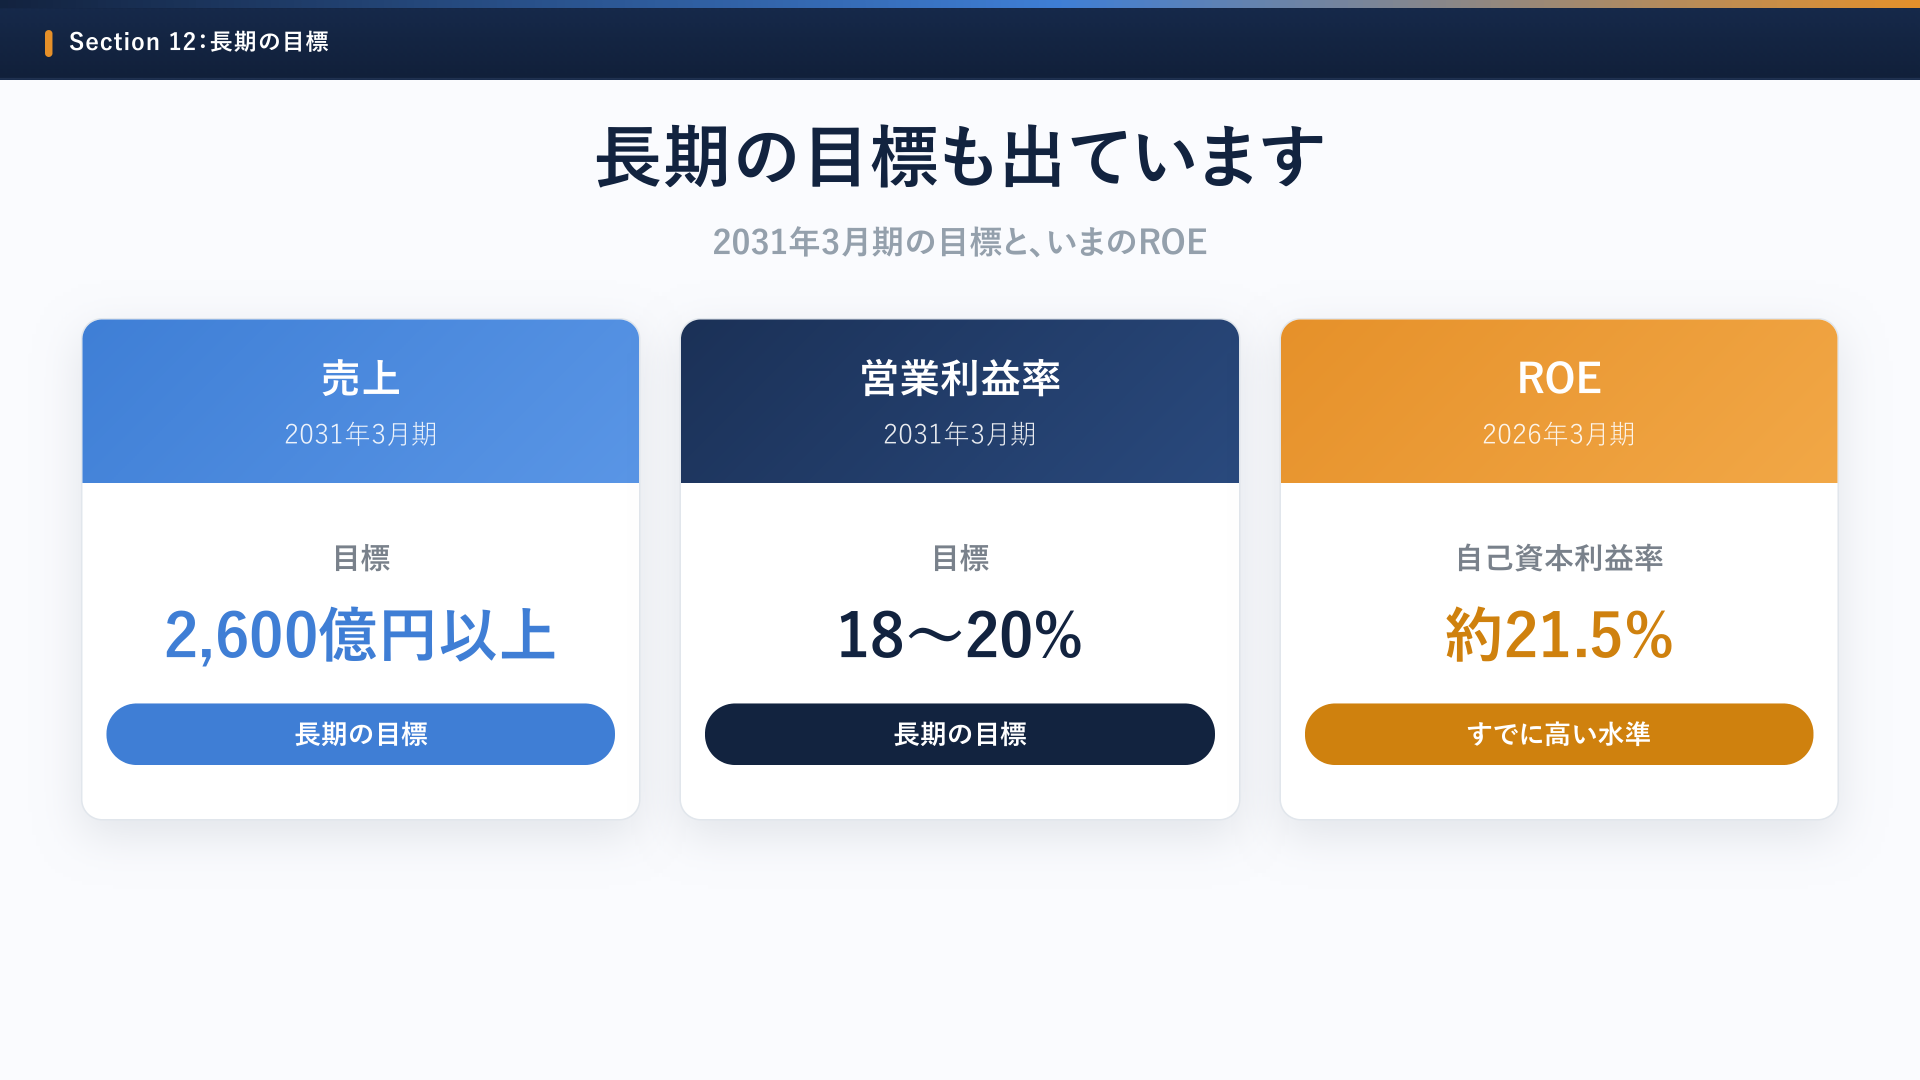 Section 12：長期の目標
長期の目標も出ています
2031年3月期の目標と、いまのROE
売上
2031年3月期
目標
2,600億円以上
長期の目標
営業利益率
2031年3月期
目標
18〜20%
長期の目標
ROE
2026年3月期
自己資本利益率
約21.5%
すでに高い水準